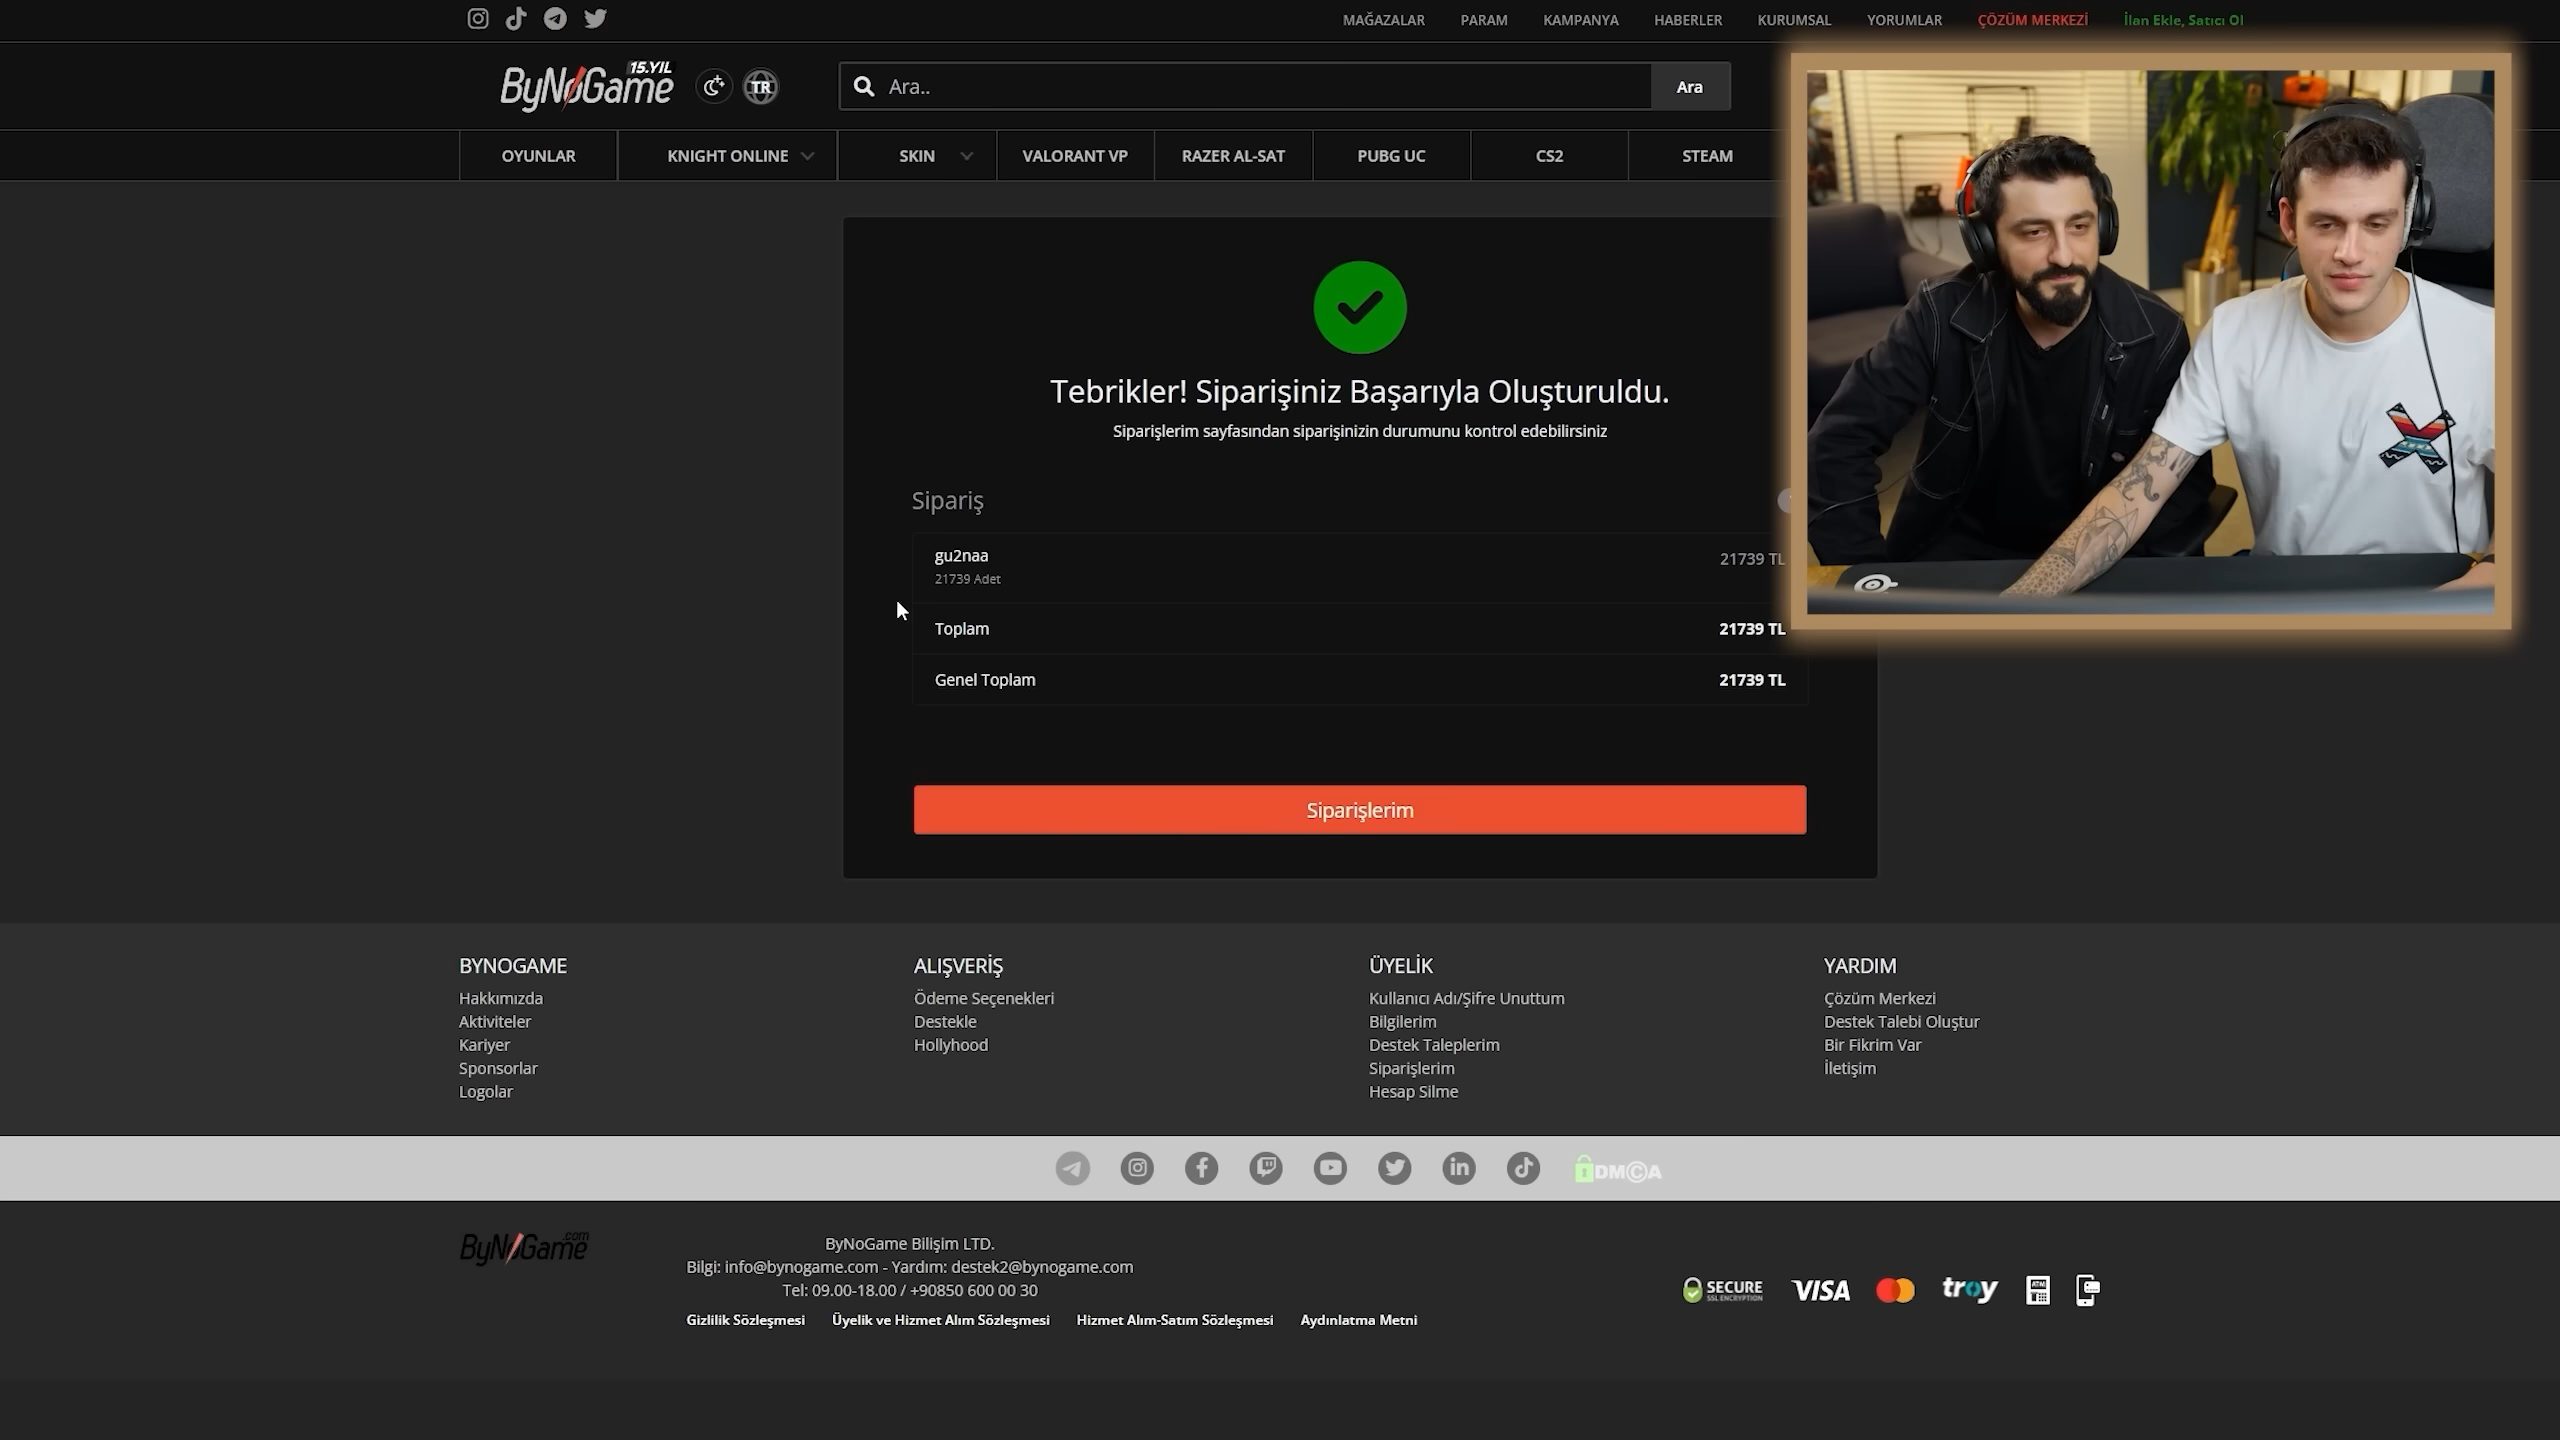 MAĞAZALAR PARAM KAMPANYA HABERLER KURUMSAL YORUMLAR ÇÖZÜM MERKEZİ İlan Ekle, Satıcı Ol
ByNoGame 15.YIL
TR
Ara..
Ara
OYUNLAR KNIGHT ONLINE SKIN VALORANT VP RAZER AL-SAT PUBG UC CS2 STEAM
Tebrikler! Siparişiniz Başarıyla Oluşturuldu.
Siparişlerim sayfasından siparişinizin durumunu kontrol edebilirsiniz
Sipariş
gu2naa 21739 TL
21739 Adet
Toplam 21739 TL
Genel Toplam 21739 TL
Siparişlerim
BYNOGAME
Hakkımızda
Aktiviteler
Kariyer
Sponsorlar
Logolar
ALIŞVERİŞ
Ödeme Seçenekleri
Destekle
Hollyhood
ÜYELİK
Kullanıcı Adı/Şifre Unuttum
Bilgilerim
Destek Taleplerim
Siparişlerim
Hesap Silme
YARDIM
Çözüm Merkezi
Destek Talebi Oluştur
Bir Fikrim Var
İletişim
DMCA
ByNoGame.com
ByNoGame Bilişim LTD.
Bilgi: info@bynogame.com - Yardım: destek2@bynogame.com
Tel: 09.00-18.00 / +90850 600 00 30
Gizlilik Sözleşmesi Üyelik ve Hizmet Alım Sözleşmesi Hizmet Alım-Satım Sözleşmesi Aydınlatma Metni
SECURE
SSL ENCRYPTION
VISA
troy
ATM